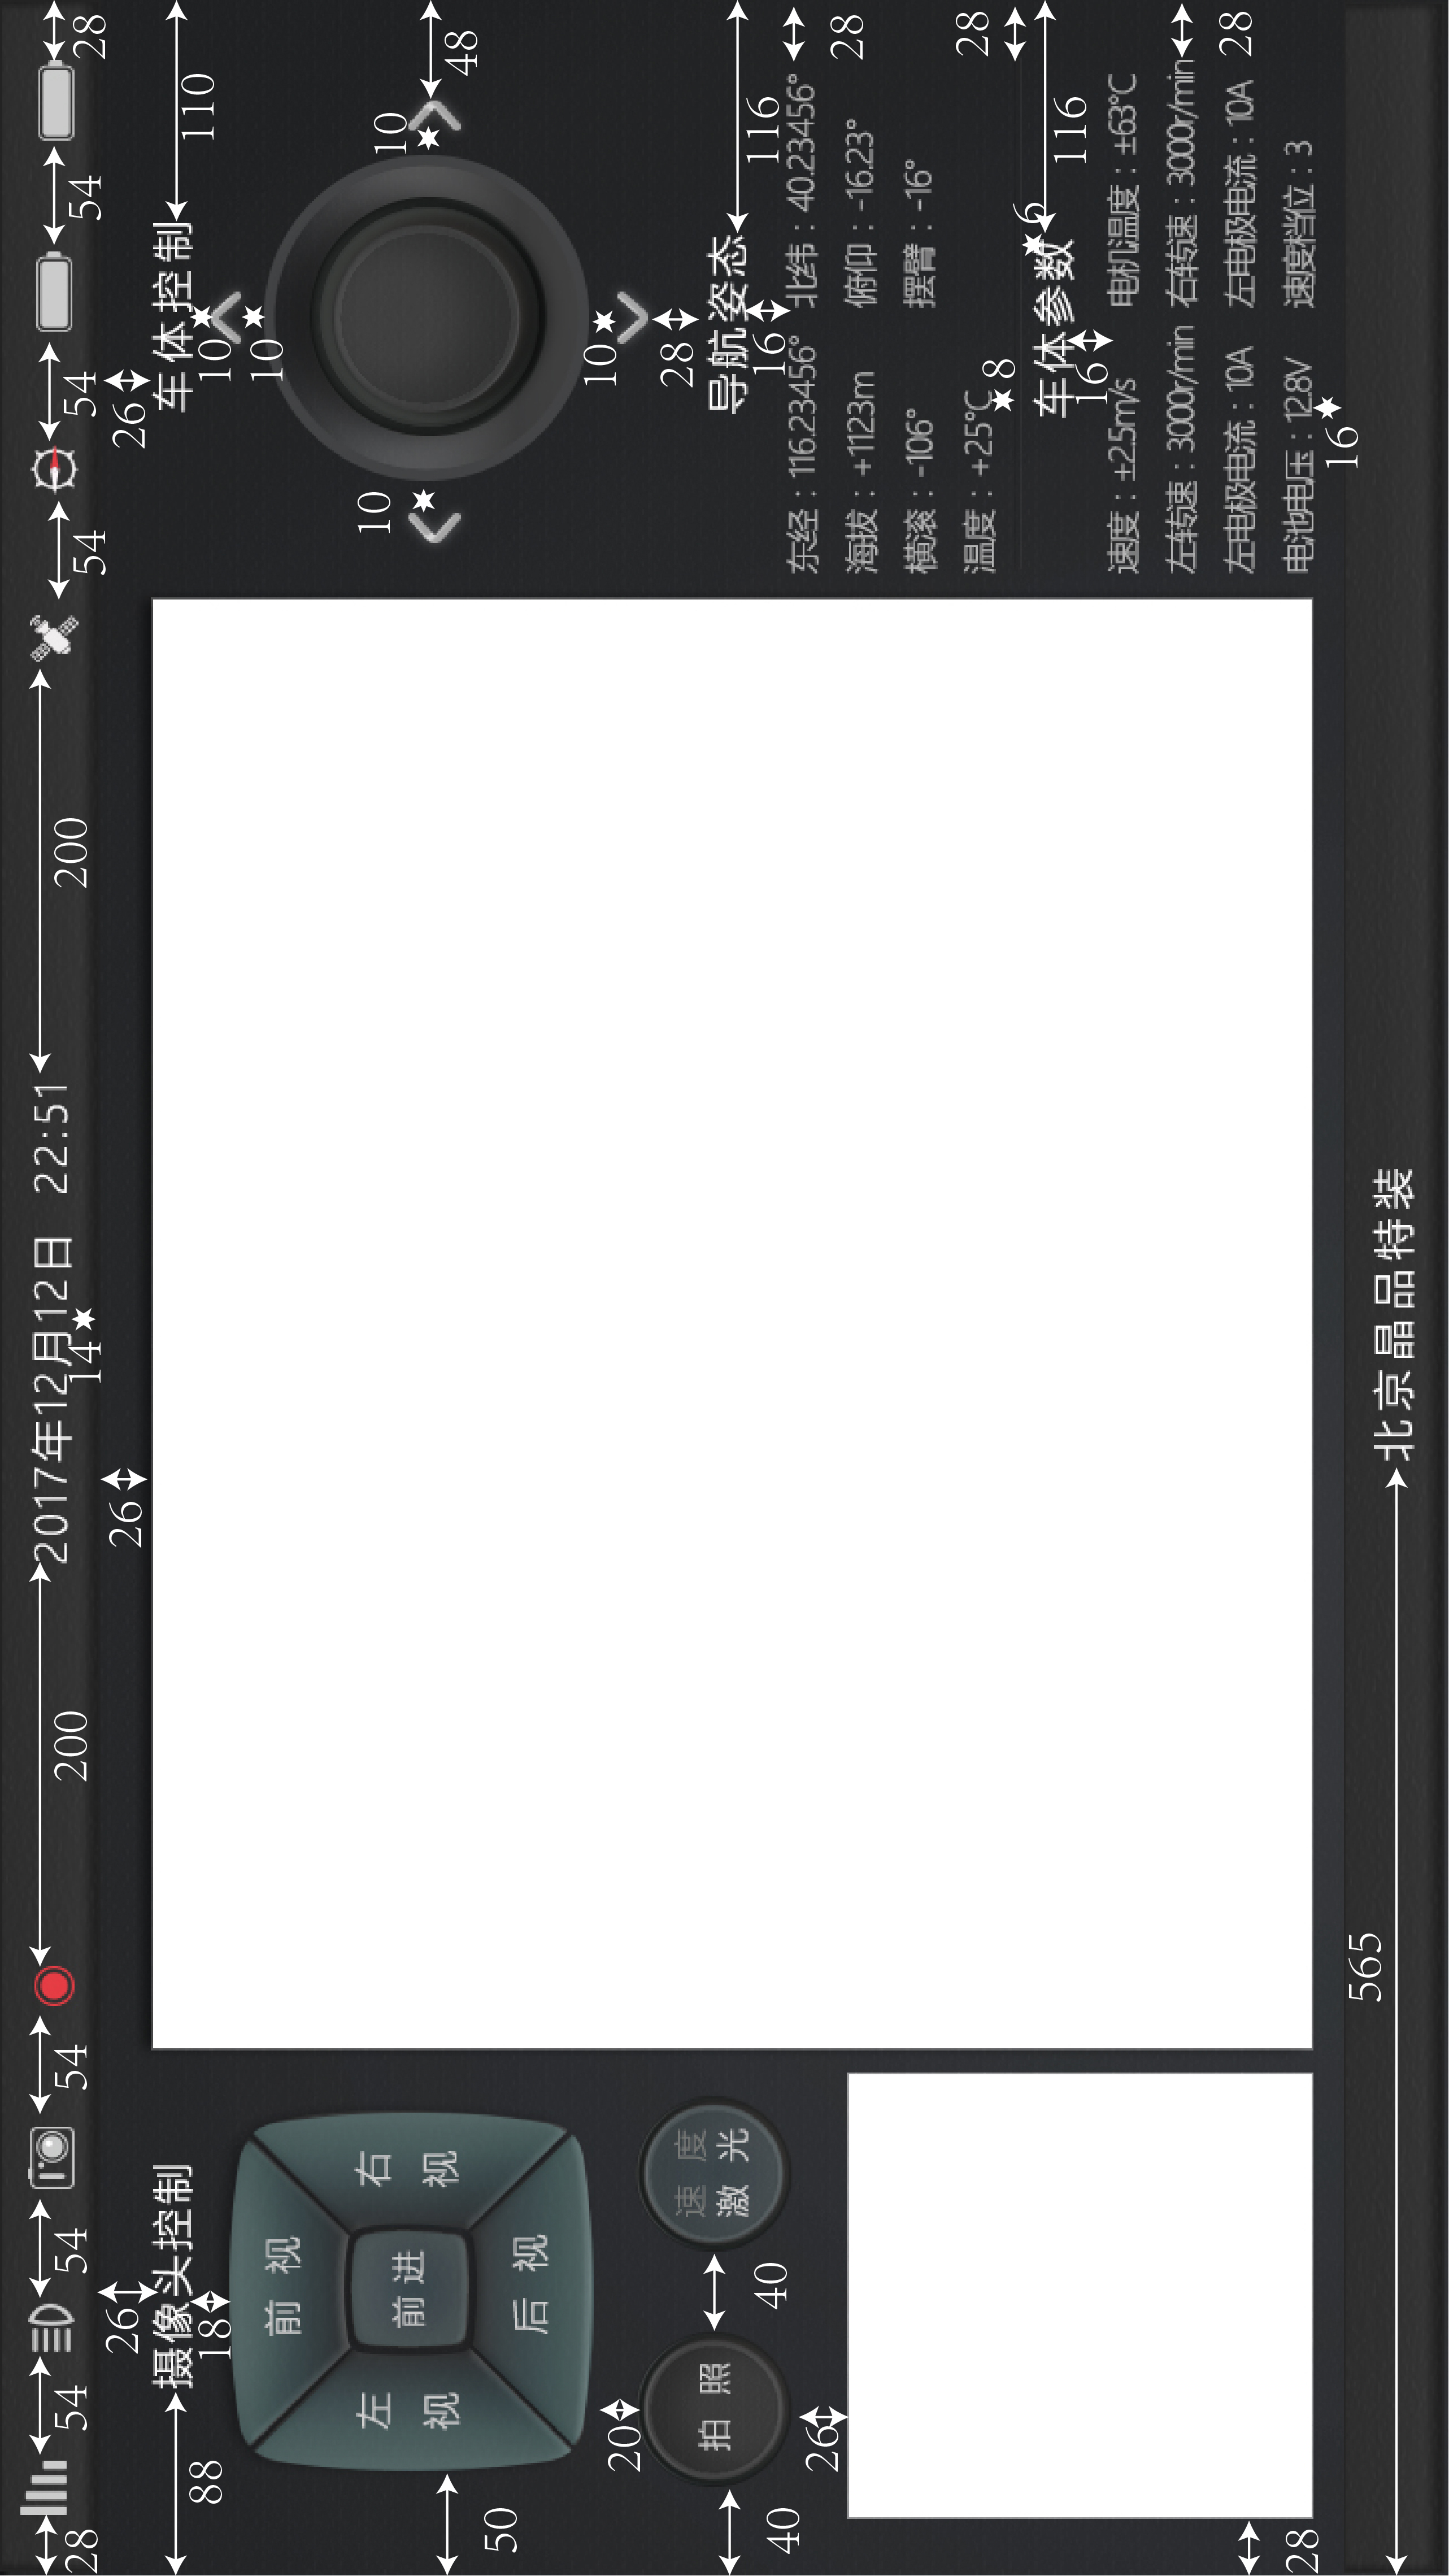 28 54 54 54 200 2017年12月12日 22:51 200 54 54 54 28
14
26 26 26
88 摄像头控制 车体控制 110
18 10
10
前视
左视 前进 右视
后视
50
10 10 48
10
20 28
拍照 速度
激光
40 40
26
导航姿态 116
16
东经：116.23456° 北纬：40.23456° 28
海拔：+1123m 俯仰：-16.23°
横滚：-106° 摆臂：-16°
温度：+25℃ 28
8 6
车体参数 116
16
速度：±2.5m/s 电机温度：±63℃
左转速：3000r/min 右转速：3000r/min
左电极电流：10A 左电极电流：10A 28
电池电压：12.8V 速度档位：3
28 16
565
北京晶品特装